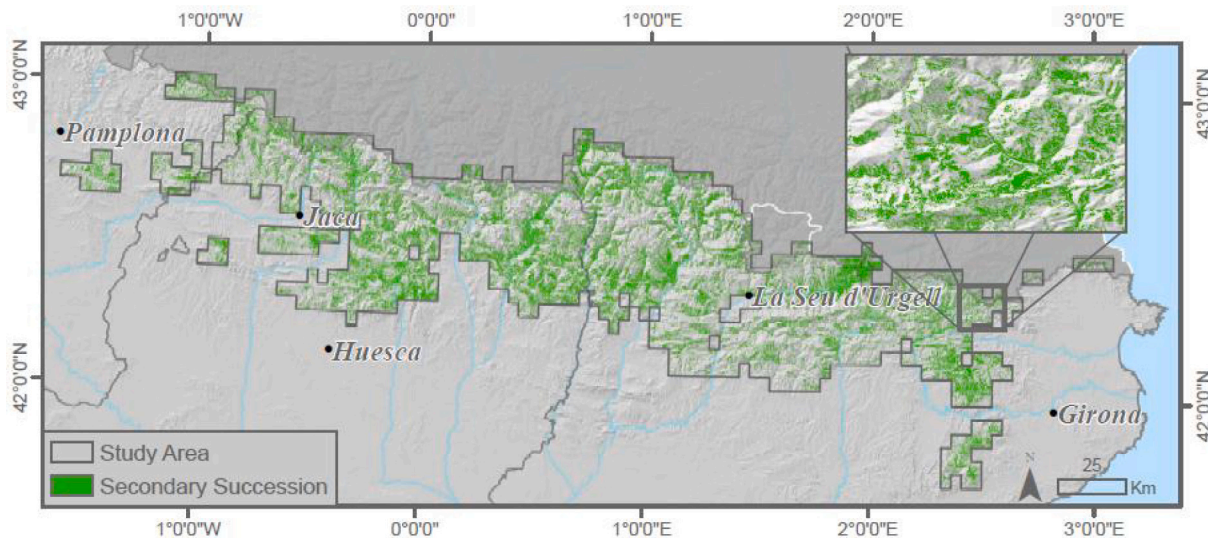 1°0'0"W 0°0'0" 1°0'0"E 2°0'0"E 3°0'0"E
43°0'0"N
43°0'0"N
Pamplona
Jaca
La Seu d'Urgell
Huesca
42°0'0"N
42°0'0"N
Girona
Study Area
Secondary Succession
N
25
Km
1°0'0"W 0°0'0" 1°0'0"E 2°0'0"E 3°0'0"E